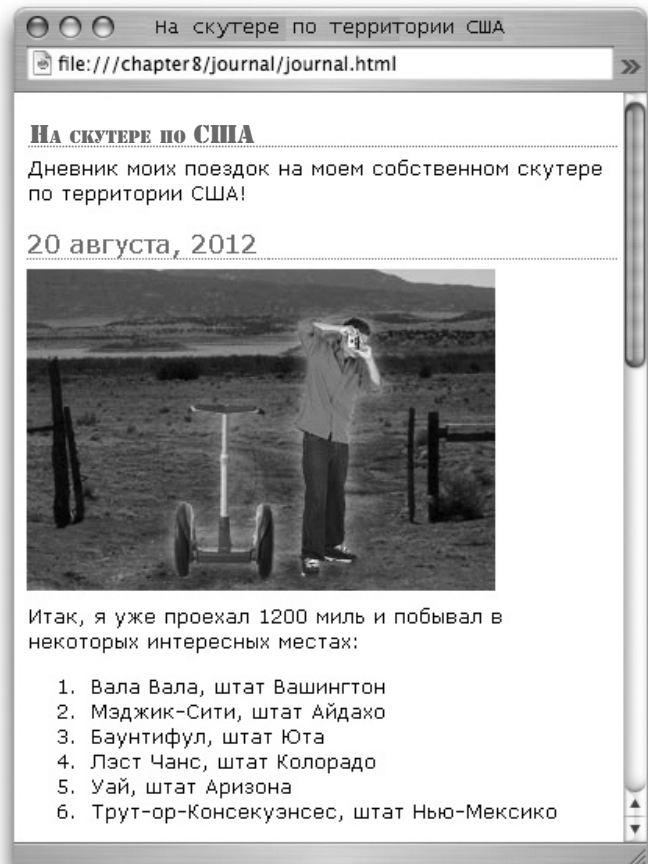 На скутере по территории США
file:///chapter8/journal/journal.html
»
На скутере по США
Дневник моих поездок на моем собственном скутере
по территории США!
20 августа, 2012
Итак, я уже проехал 1200 миль и побывал в
некоторых интересных местах:
1. Вала Вала, штат Вашингтон
2. Мэджик-Сити, штат Айдахо
3. Баунтифул, штат Юта
4. Лэст Чанс, штат Колорадо
5. Уай, штат Аризона
6. Трут-ор-Консекуэнсес, штат Нью-Мексико